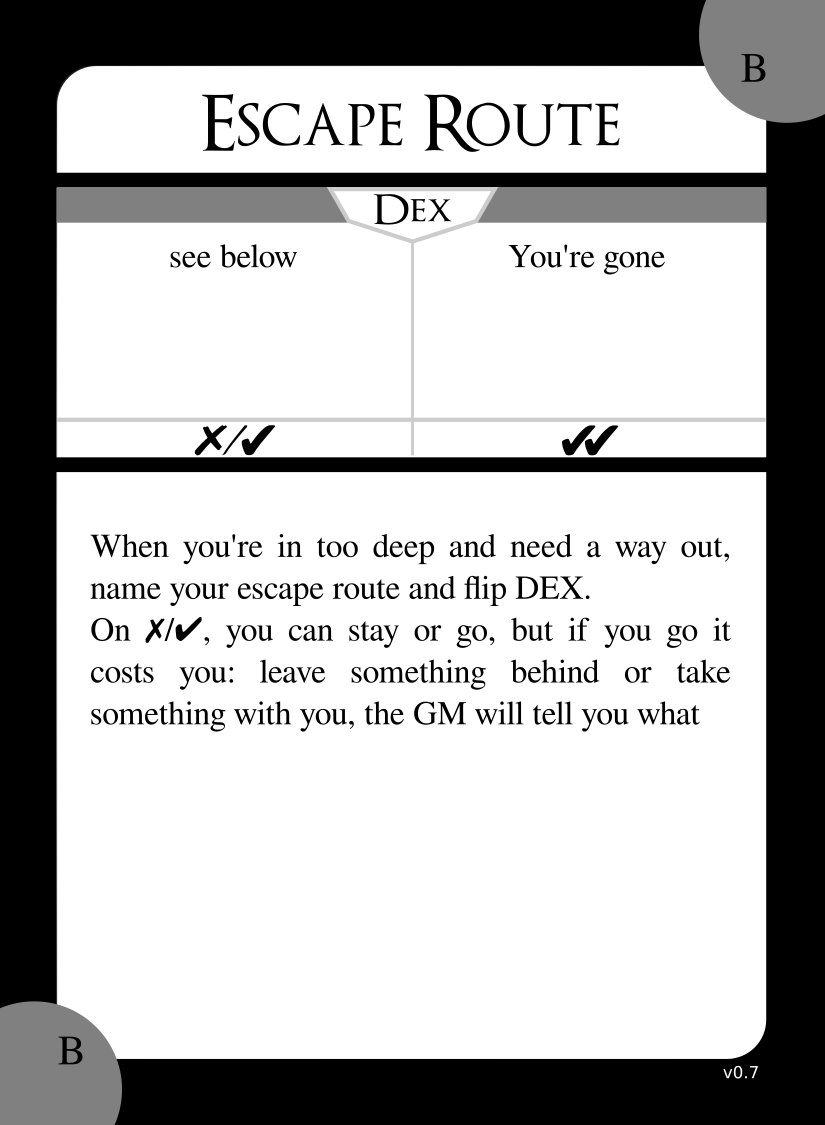 B
Escape Route
Dex
see below
You're gone
✗/✔
✔✔
When you're in too deep and need a way out,
name your escape route and flip DEX.
On ✗/✔, you can stay or go, but if you go it
costs you: leave something behind or take
something with you, the GM will tell you what
B
v0.7